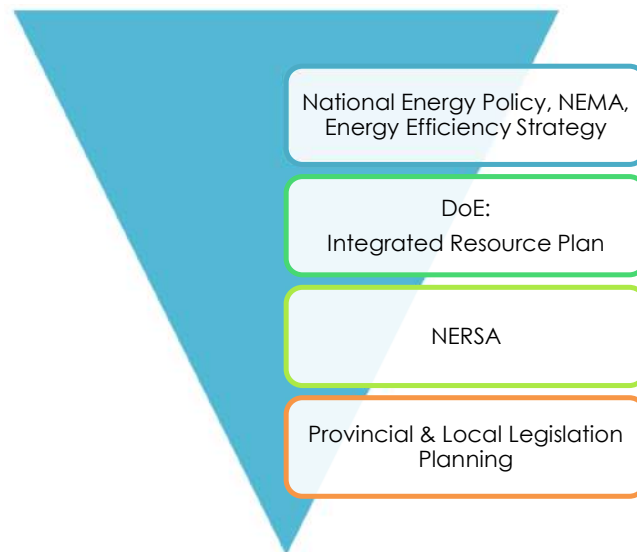 National Energy Policy, NEMA,
Energy Efficiency Strategy
DoE:
Integrated Resource Plan
NERSA
Provincial & Local Legislation
Planning